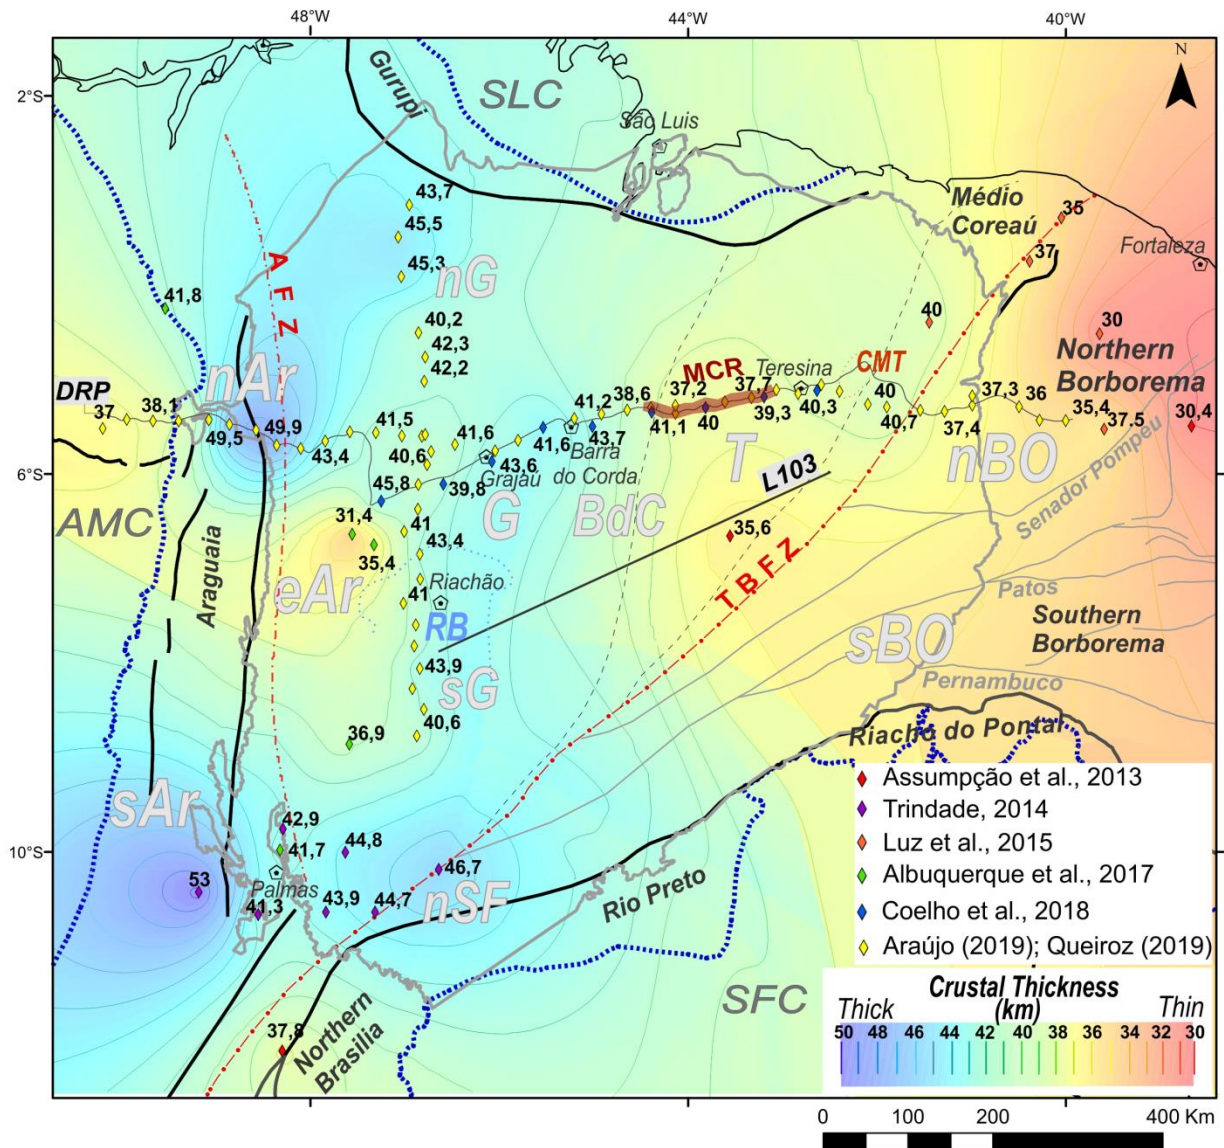 48°W
44°W
40°W
2°S
6°S
10°S
N
SLC
Gurupi
São Luis
Médio
Coreaú
Fortaleza
35
37
43,7
45,5
45,3
nG
A F Z
41,8
40,2
42,3
42,2
40
30
Northern
Borborema
nAr
MCR
Teresina
CMT
DRP
37
38,1
49,5
49,9
43,4
41,5
40,6
41,6
41,6
41,2
38,6
37,2
37,7
39,3
40,3
40
40,7
37,4
37,3
36
35,4
37.5
30,4
41,1
40
43,7
Barra
do Corda
43,6
Grajaú
39,8
45,8
T
L103
nBO
Senador Pompeu
AMC
Araguaia
31,4
35,4
eAr
41
43,4
G
BdC
35,6
TBFZ
Riachão
41
RB
Patos
Southern
Borborema
sBO
Pernambuco
43,9
sG
40,6
36,9
Riacho do Pontal
sAr
42,9
41,7
44,8
46,7
53
Palmas
41,3
43,9
44,7
nSF
Rio Preto
SFC
37,8
Northern
Brasilia
Assumpção et al., 2013
Trindade, 2014
Luz et al., 2015
Albuquerque et al., 2017
Coelho et al., 2018
Araújo (2019); Queiroz (2019)
Crustal Thickness
(km)
Thick
Thin
50 48 46 44 42 40 38 36 34 32 30
0 100 200 400 Km